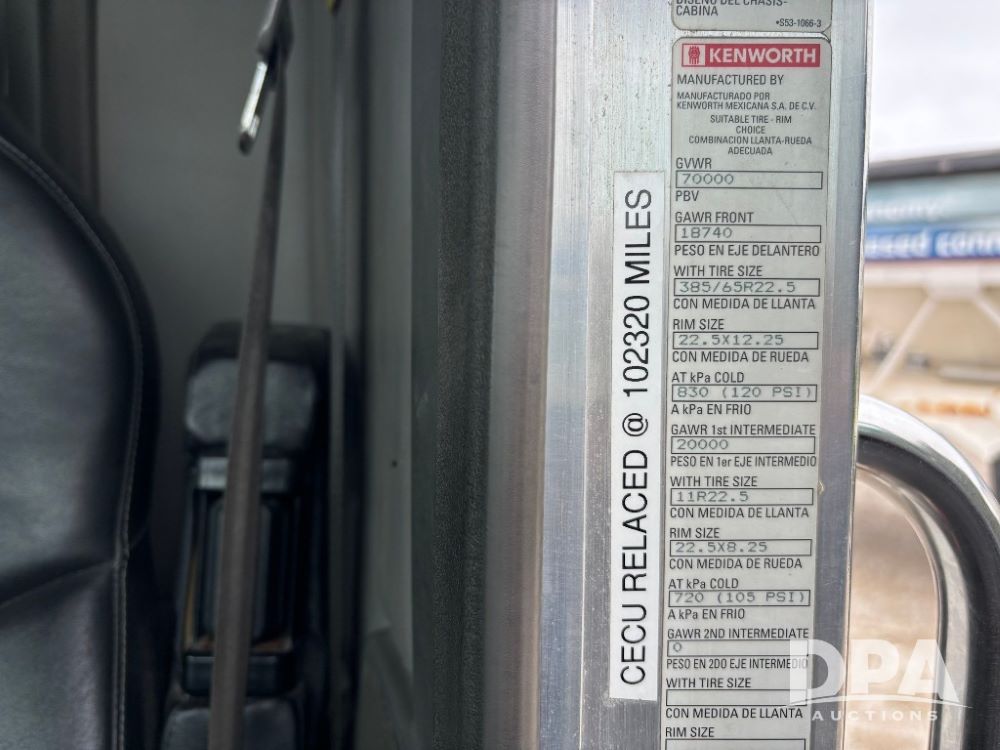 DISEÑO DEL CHASIS-
CABINA
•S53-1066-3
KENWORTH
MANUFACTURED BY
MANUFACTURADO POR
KENWORTH MEXICANA S.A. DE C.V.
SUITABLE TIRE - RIM
CHOICE
COMBINACION LLANTA-RUEDA
ADECUADA
GVWR
70000
PBV
GAWR FRONT
18740
PESO EN EJE DELANTERO
WITH TIRE SIZE
385/65R22.5
CON MEDIDA DE LLANTA
RIM SIZE
22.5X12.25
CON MEDIDA DE RUEDA
AT kPa COLD
830 (120 PSI)
A kPa EN FRIO
GAWR 1st INTERMEDIATE
20000
PESO EN 1er EJE INTERMEDIO
WITH TIRE SIZE
11R22.5
CON MEDIDA DE LLANTA
RIM SIZE
22.5X8.25
CON MEDIDA DE RUEDA
AT kPa COLD
720 (105 PSI)
A kPa EN FRIO
GAWR 2ND INTERMEDIATE
0
PESO EN 2DO EJE INTERMEDIO
WITH TIRE SIZE
CON MEDIDA DE LLANTA
RIM SIZE
CECU RELACED @ 102320 MILES
DPA
AUCTIONS